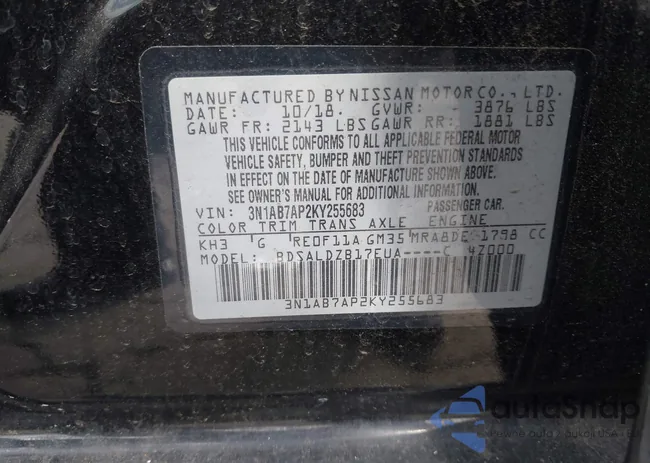 MANUFACTURED BY NISSAN MOTOR CO., LTD.
DATE: 10/18. GVWR: 3876 LBS
GAWR FR: 2143 LBS GAWR RR: 1881 LBS
THIS VEHICLE CONFORMS TO ALL APPLICABLE FEDERAL MOTOR
VEHICLE SAFETY, BUMPER AND THEFT PREVENTION STANDARDS
IN EFFECT ON THE DATE OF MANUFACTURE SHOWN ABOVE.
SEE OWNER'S MANUAL FOR ADDITIONAL INFORMATION.
VIN: 3N1AB7AP2KY255683 PASSENGER CAR.
COLOR TRIM TRANS AXLE ENGINE
KH3 G RE0F11A GM35 MRA8DE 1798 CC
MODEL: BDSALDZB17EUA----C 4Z000
3N1AB7AP2KY255683
autoSnap